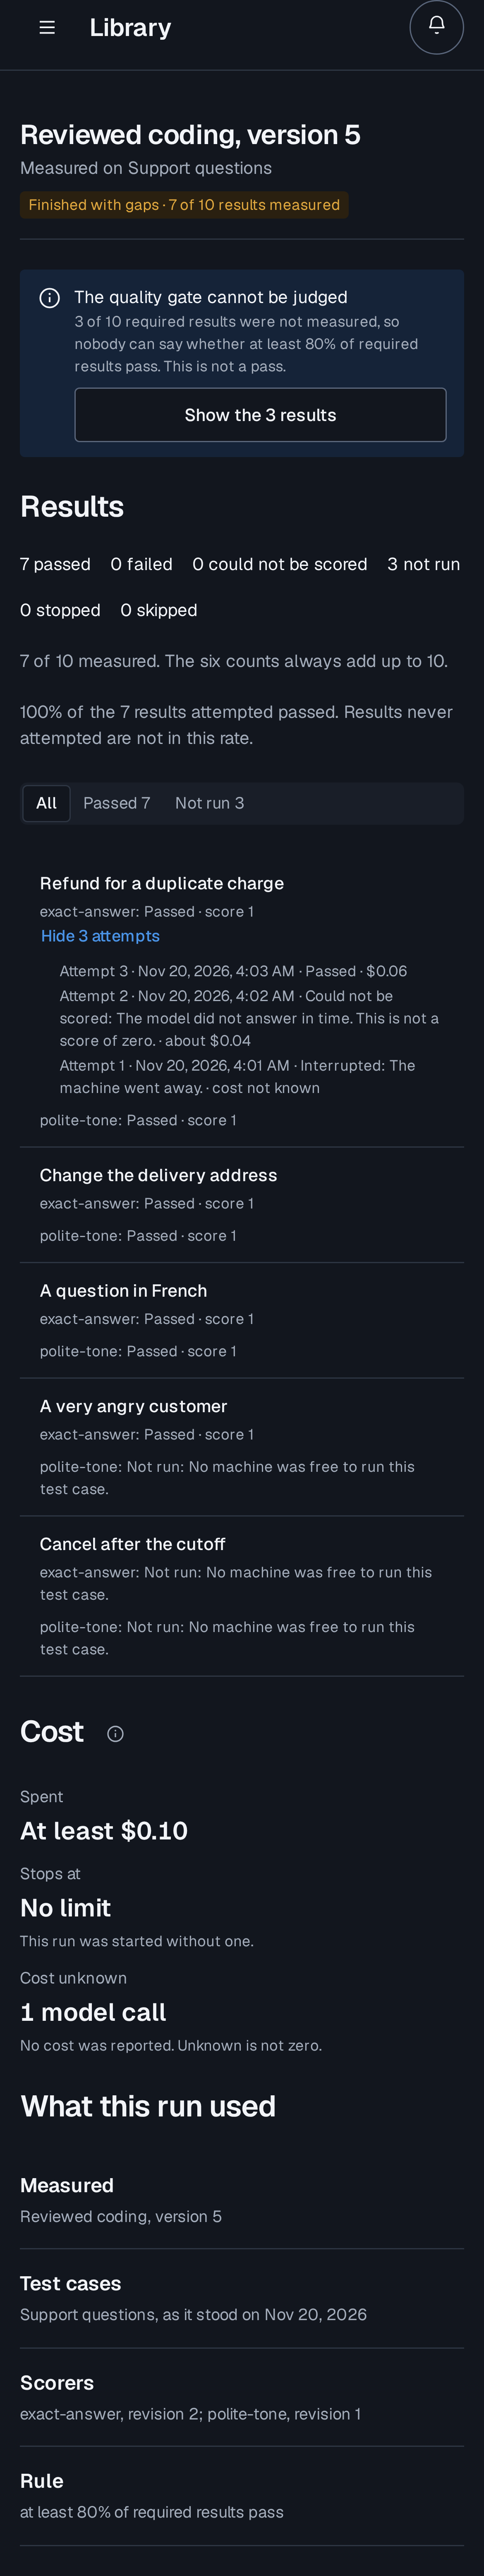 Library
Reviewed coding, version 5
Measured on Support questions
Finished with gaps · 7 of 10 results measured
The quality gate cannot be judged
3 of 10 required results were not measured, so
nobody can say whether at least 80% of required
results pass. This is not a pass.
Show the 3 results
Results
7 passed 0 failed 0 could not be scored 3 not run
0 stopped 0 skipped
7 of 10 measured. The six counts always add up to 10.
100% of the 7 results attempted passed. Results never
attempted are not in this rate.
All Passed 7 Not run 3
Refund for a duplicate charge
exact-answer: Passed · score 1
Hide 3 attempts
Attempt 3 · Nov 20, 2026, 4:03 AM · Passed · $0.06
Attempt 2 · Nov 20, 2026, 4:02 AM · Could not be
scored: The model did not answer in time. This is not a
score of zero. · about $0.04
Attempt 1 · Nov 20, 2026, 4:01 AM · Interrupted: The
machine went away. · cost not known
polite-tone: Passed · score 1
Change the delivery address
exact-answer: Passed · score 1
polite-tone: Passed · score 1
A question in French
exact-answer: Passed · score 1
polite-tone: Passed · score 1
A very angry customer
exact-answer: Passed · score 1
polite-tone: Not run: No machine was free to run this
test case.
Cancel after the cutoff
exact-answer: Not run: No machine was free to run this
test case.
polite-tone: Not run: No machine was free to run this
test case.
Cost
Spent
At least $0.10
Stops at
No limit
This run was started without one.
Cost unknown
1 model call
No cost was reported. Unknown is not zero.
What this run used
Measured
Reviewed coding, version 5
Test cases
Support questions, as it stood on Nov 20, 2026
Scorers
exact-answer, revision 2; polite-tone, revision 1
Rule
at least 80% of required results pass